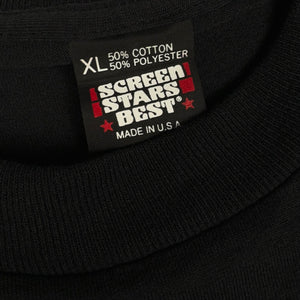 XL 50% COTTON
50% POLYESTER
SCREEN
STARS
BEST®
MADE IN U.S.A